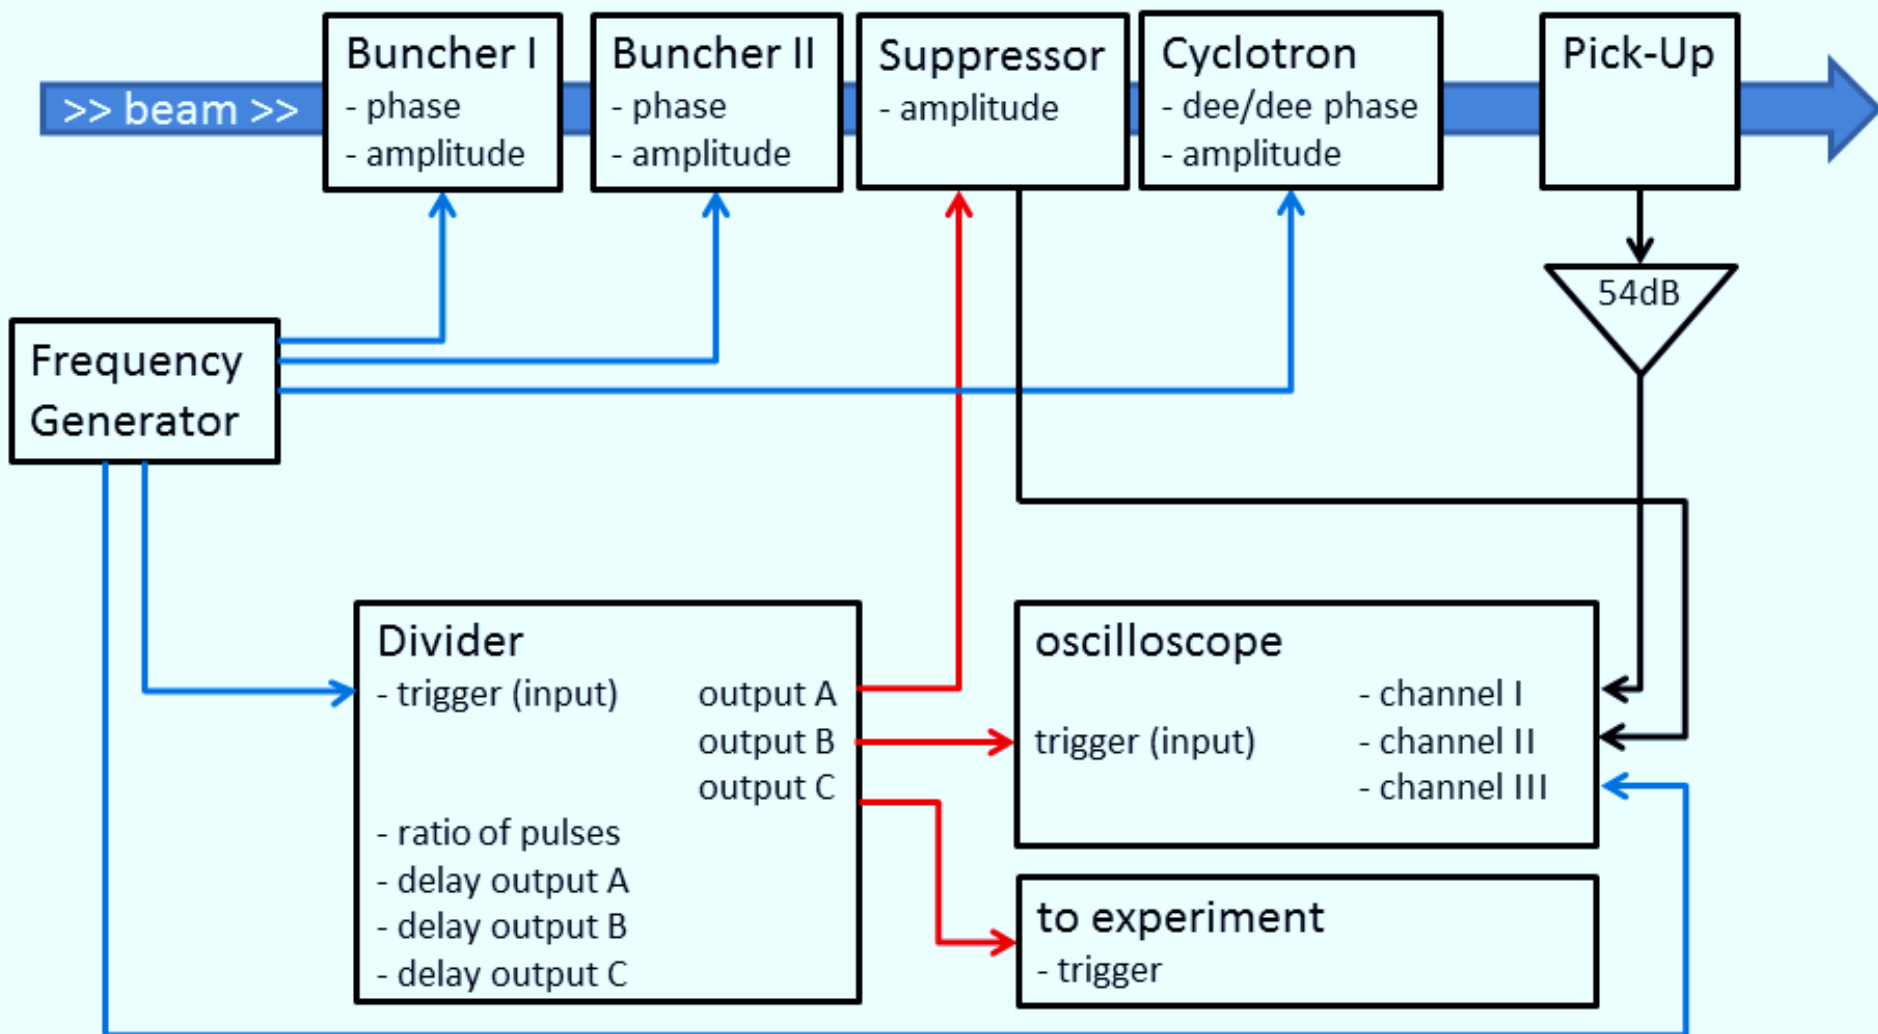 >> beam >>
Buncher I
- phase
- amplitude
Buncher II
- phase
- amplitude
Suppressor
- amplitude
Cyclotron
- dee/dee phase
- amplitude
Pick-Up
54dB
Frequency
Generator
Divider
- trigger (input)
output A
output B
output C
- ratio of pulses
- delay output A
- delay output B
- delay output C
oscilloscope
trigger (input)
- channel I
- channel II
- channel III
to experiment
- trigger